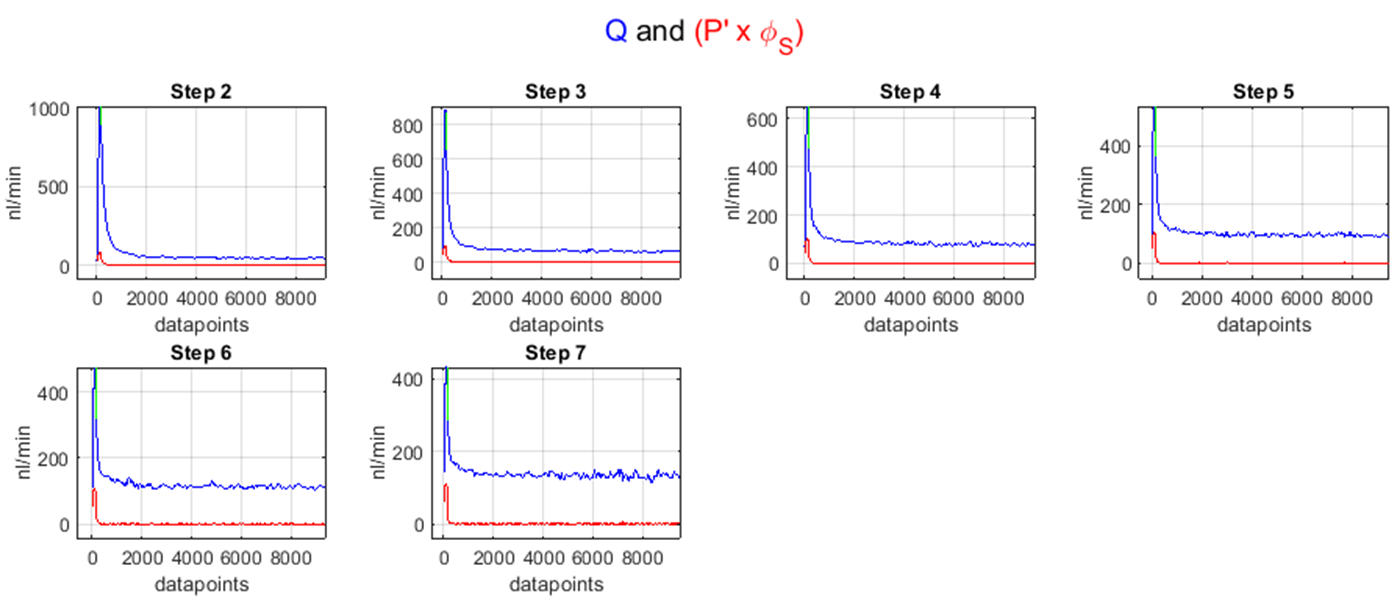 Q and (P' x ϕS)
Step 2
Step 3
Step 4
Step 5
1000
500
0
nl/min
0 2000 4000 6000 8000
datapoints
800
600
400
200
0
nl/min
0 2000 4000 6000 8000
datapoints
600
400
200
0
nl/min
0 2000 4000 6000 8000
datapoints
400
200
0
nl/min
0 2000 4000 6000 8000
datapoints
Step 6
Step 7
400
200
0
nl/min
0 2000 4000 6000 8000
datapoints
400
200
0
nl/min
0 2000 4000 6000 8000
datapoints